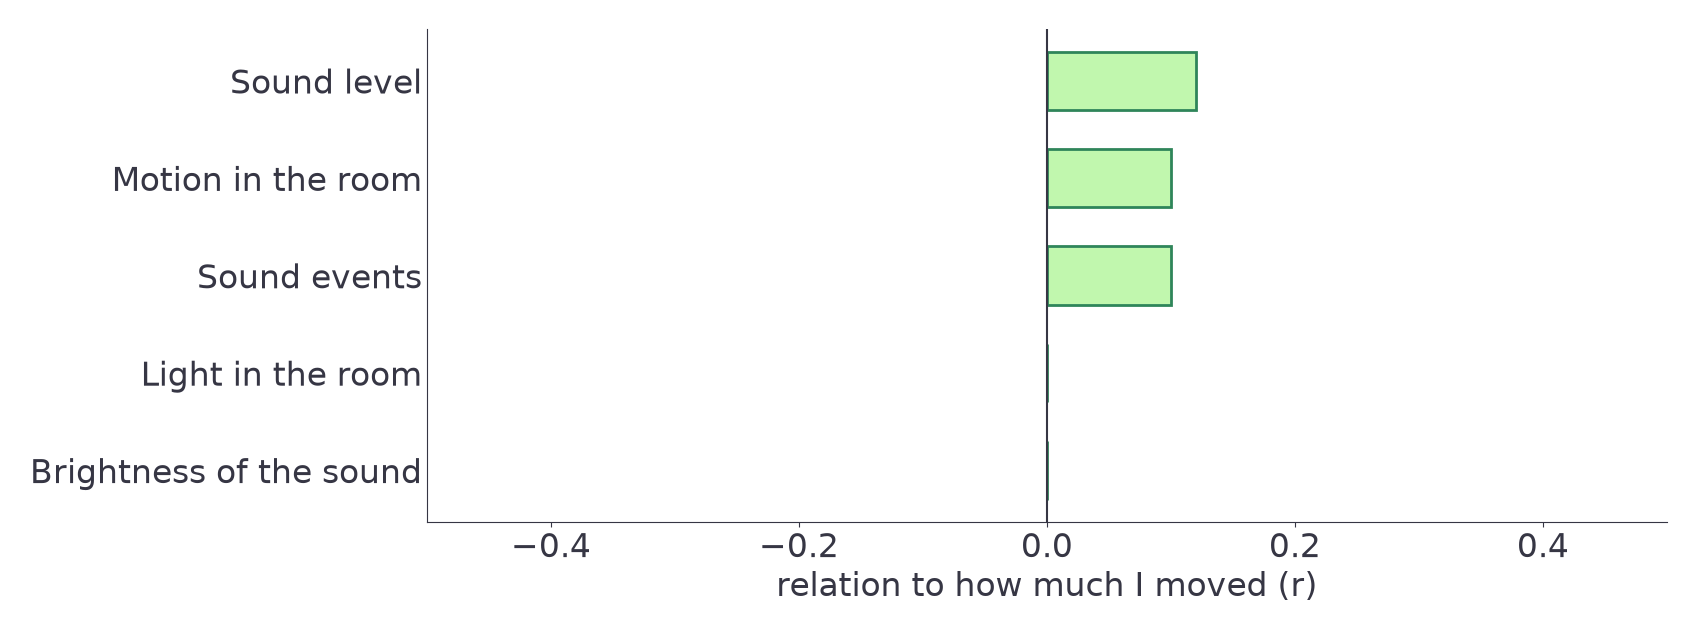 Sound level
Motion in the room
Sound events
Light in the room
Brightness of the sound
−0.4 −0.2 0.0 0.2 0.4
relation to how much I moved (r)